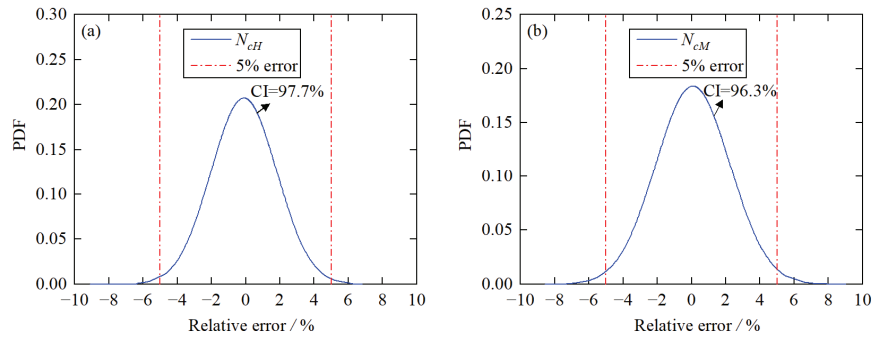 0.30
(a)
N_cH
5% error
0.25
0.20
CI=97.7%
0.15
0.10
0.05
0.00
PDF
−10 −8 −6 −4 −2 0 2 4 6 8 10
Relative error / %
0.25
(b)
N_cM
5% error
0.20
CI=96.3%
0.15
0.10
0.05
0.00
PDF
−10 −8 −6 −4 −2 0 2 4 6 8 10
Relative error / %